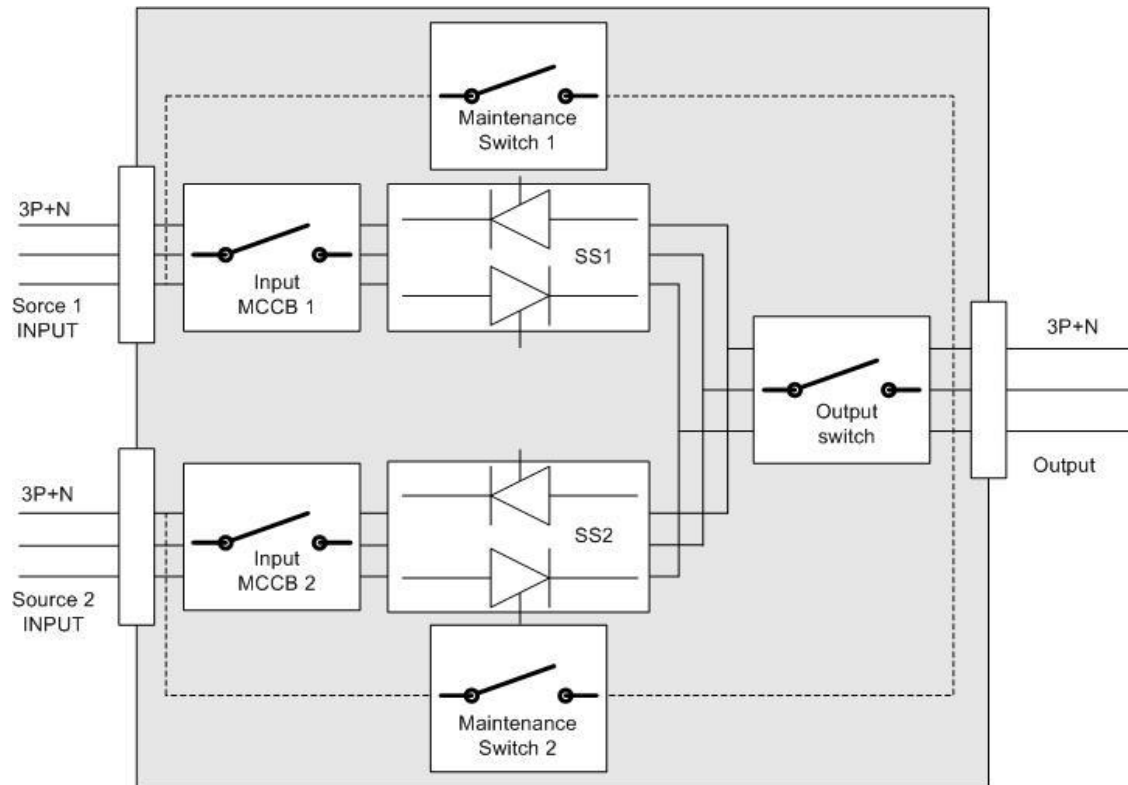 Maintenance
Switch 1
3P+N
Sorce 1
INPUT
Input
MCCB 1
SS1
3P+N
Output
switch
Output
3P+N
Source 2
INPUT
Input
MCCB 2
SS2
Maintenance
Switch 2